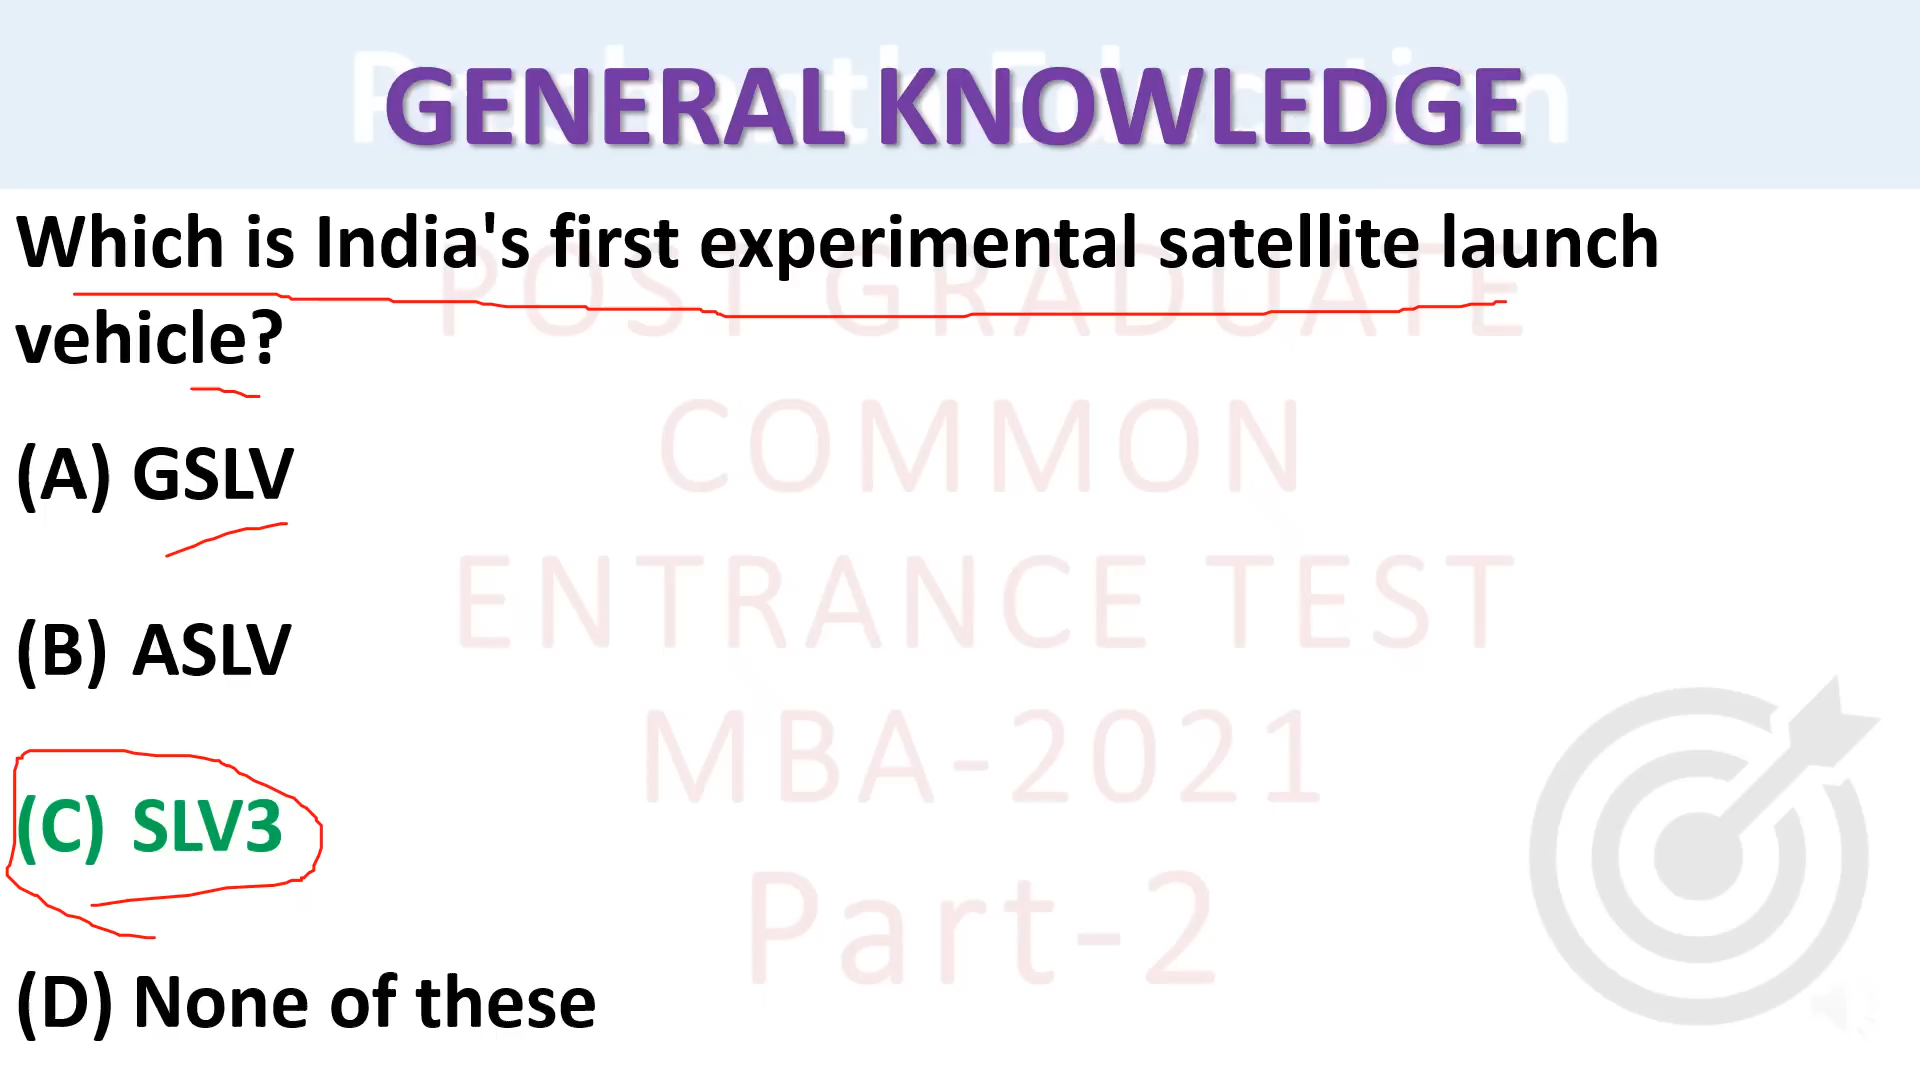 GENERAL KNOWLEDGE
Which is India's first experimental satellite launch
vehicle?
POST GRADUATE
COMMON
(A) GSLV
ENTRANCE TEST
(B) ASLV
MBA-2021
(C) SLV3
Part-2
(D) None of these